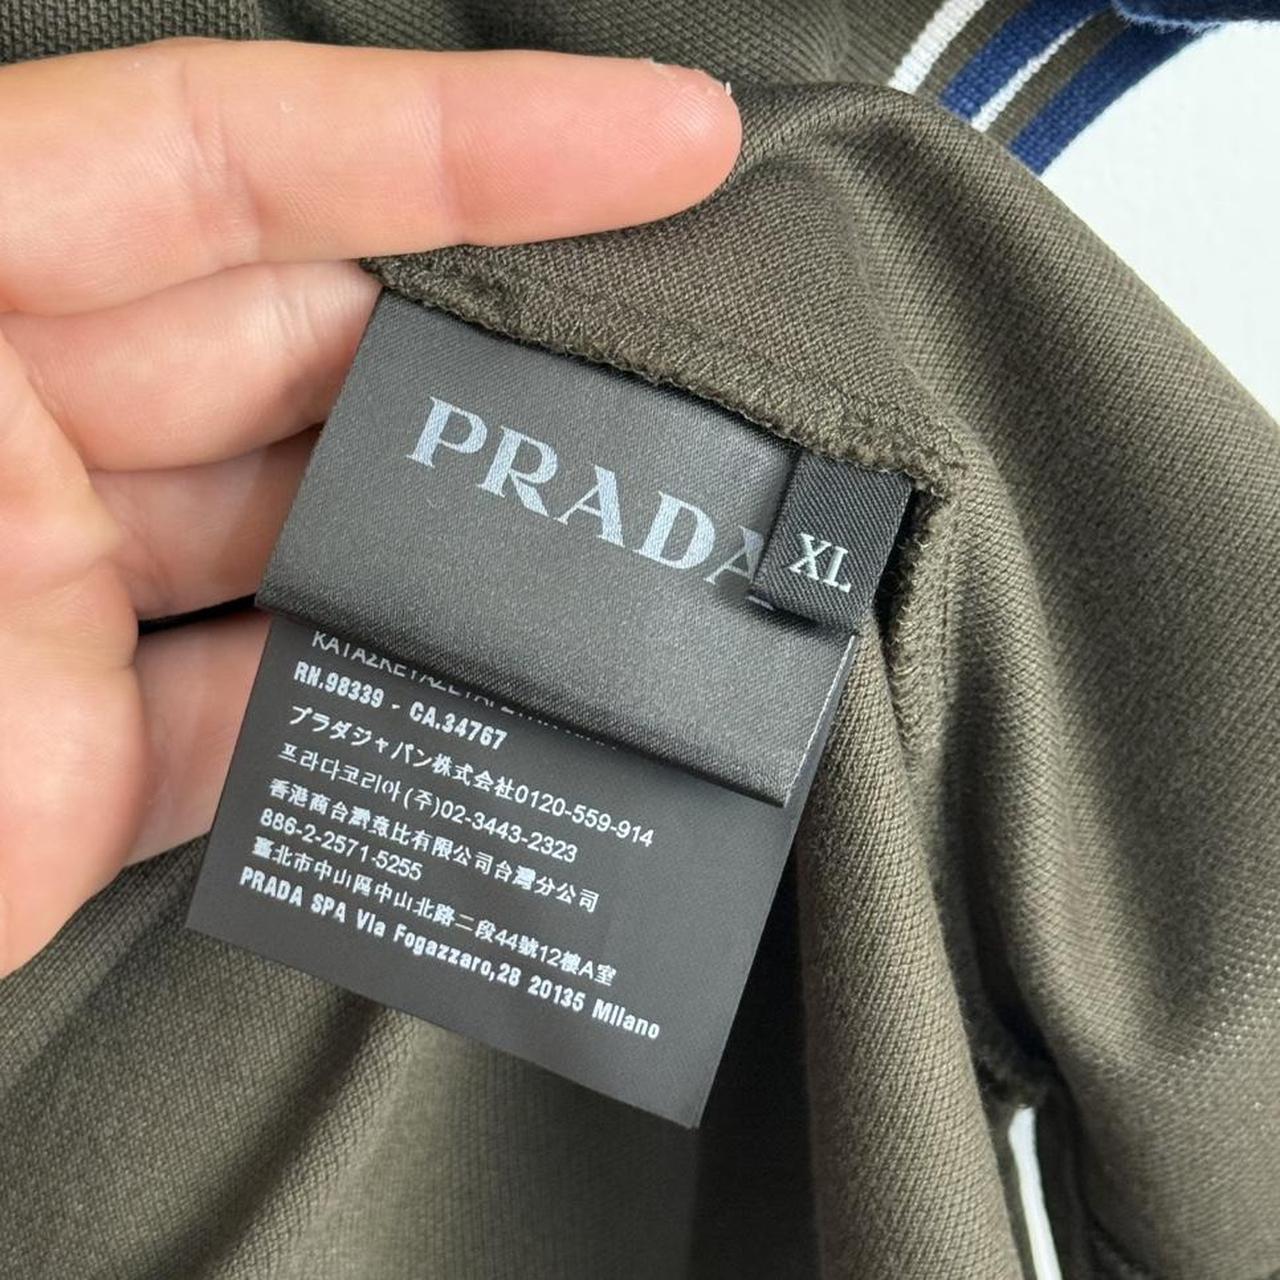 PRADA
XL
RN.98339 - CA.34767
プラダジャパン株式会社0120-559-914
프라다코리아(주)02-3443-2323
香港商台灣意比有限公司台灣分公司
886-2-2571-5255
臺北市中山區中山北路二段44號12樓A室
PRADA SPA Via Fogazzaro,28 20135 Milano